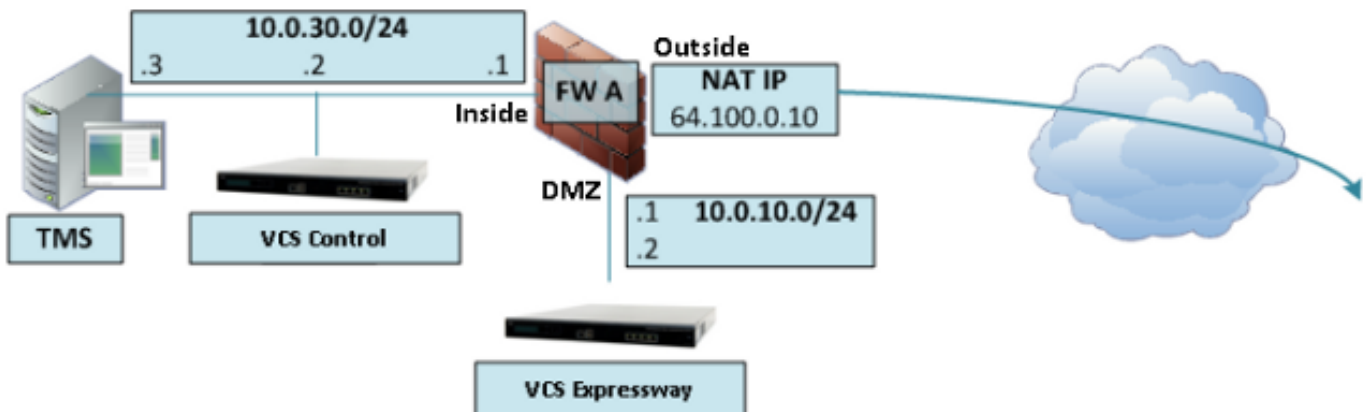 10.0.30.0/24
.3 .2 .1
Outside
FW A
NAT IP
64.100.0.10
Inside
DMZ
TMS
VCS Control
.1 10.0.10.0/24
.2
VCS Expressway